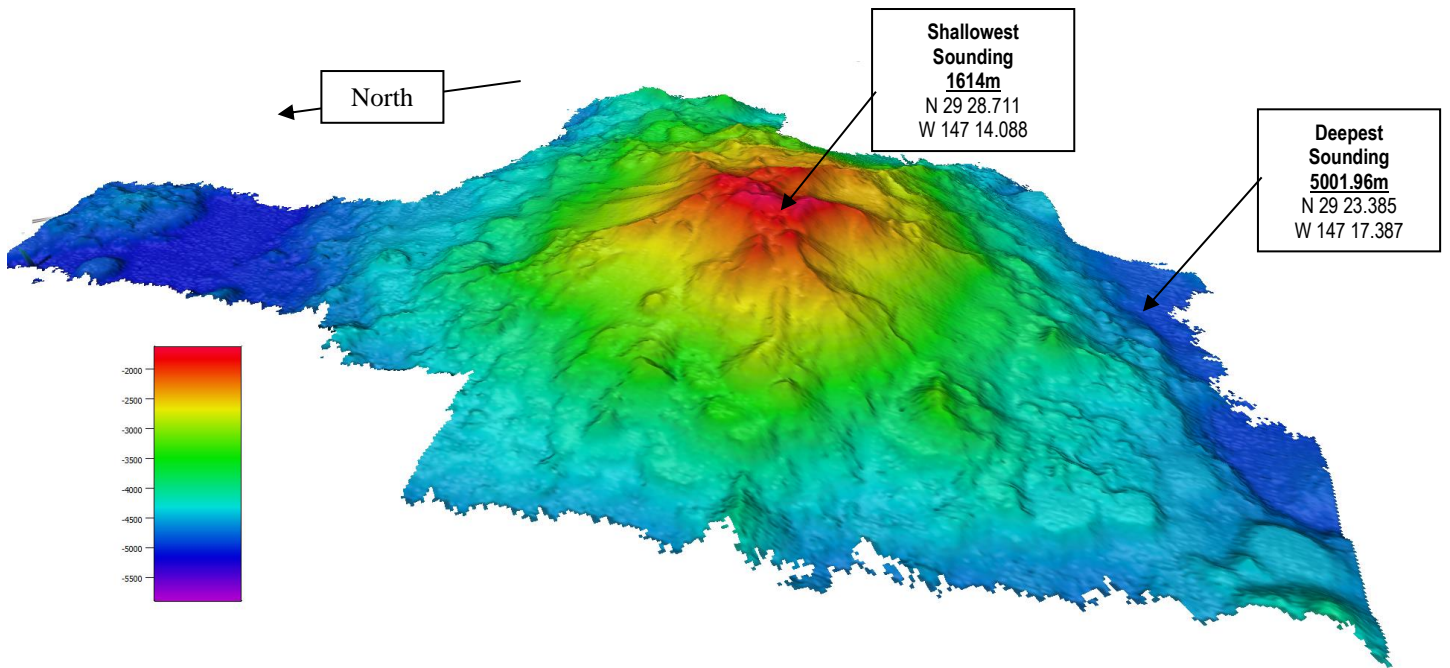 North
Shallowest
Sounding
1614m
N 29 28.711
W 147 14.088
Deepest
Sounding
5001.96m
N 29 23.385
W 147 17.387
-2000
-2500
-3000
-3500
-4000
-4500
-5000
-5500